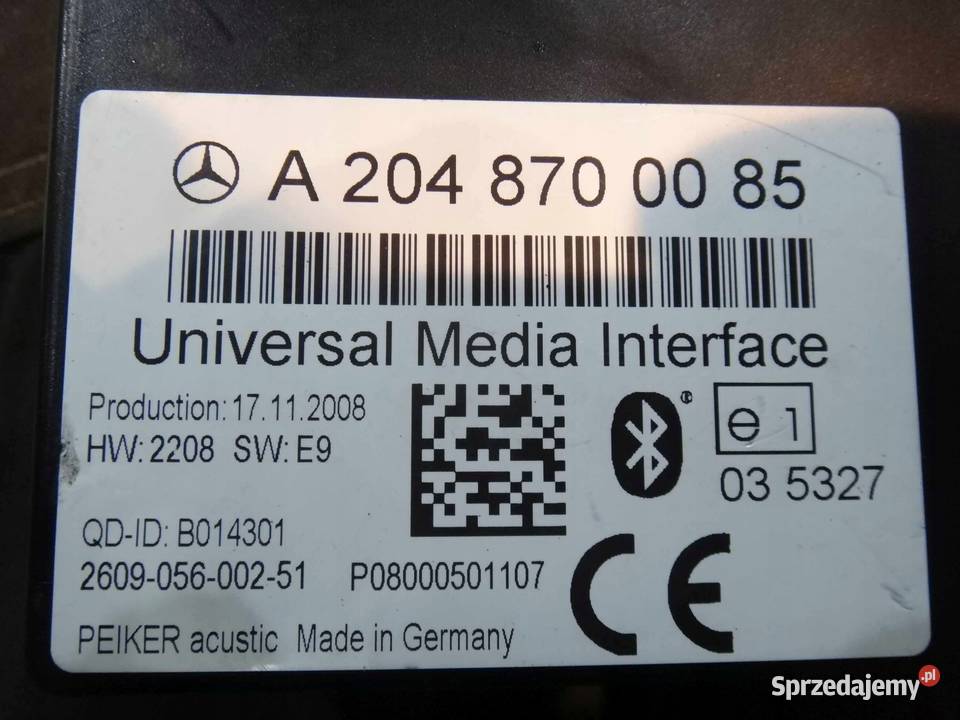 A 204 870 00 85
Universal Media Interface
Production: 17.11.2008
HW: 2208 SW: E9
e 1
03 5327
QD-ID: B014301
2609-056-002-51 P08000501107
CE
PEIKER acustic Made in Germany
Sprzedajemy.pl